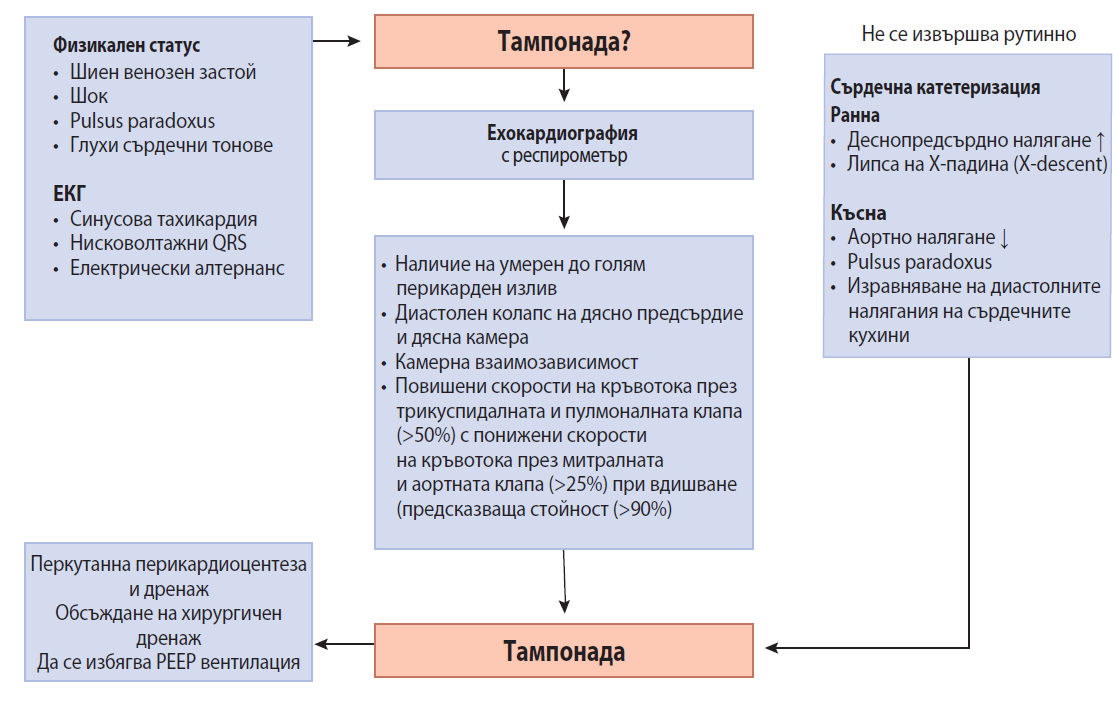 Физикален статус
• Шиен венозен застой
• Шок
• Pulsus paradoxus
• Глухи сърдечни тонове
ЕКГ
• Синусова тахикардия
• Нисковолтажни QRS
• Електрически алтернанс
Тампонада?
Ехокардиография
с респирометър
• Наличие на умерен до голям
перикарден излив
• Диастолен колапс на дясно предсърдие
и дясна камера
• Камерна взаимозависимост
• Повишени скорости на кръвотока през
трикуспидалната и пулмоналната клапа
(>50%) с понижени скорости
на кръвотока през митралната
и аортната клапа (>25%) при вдишване
(предсказваща стойност (>90%)
Не се извършва рутинно
Сърдечна катетеризация
Ранна
• Деснопредсърдно налягане ↑
• Липса на X-падина (X-descent)
Късна
• Аортно налягане ↓
• Pulsus paradoxus
• Изравняване на диастолните
налягания на сърдечните
кухини
Тампонада
Перкутанна перикардиоцентеза
и дренаж
Обсъждане на хирургичен
дренаж
Да се избягва PEEP вентилация